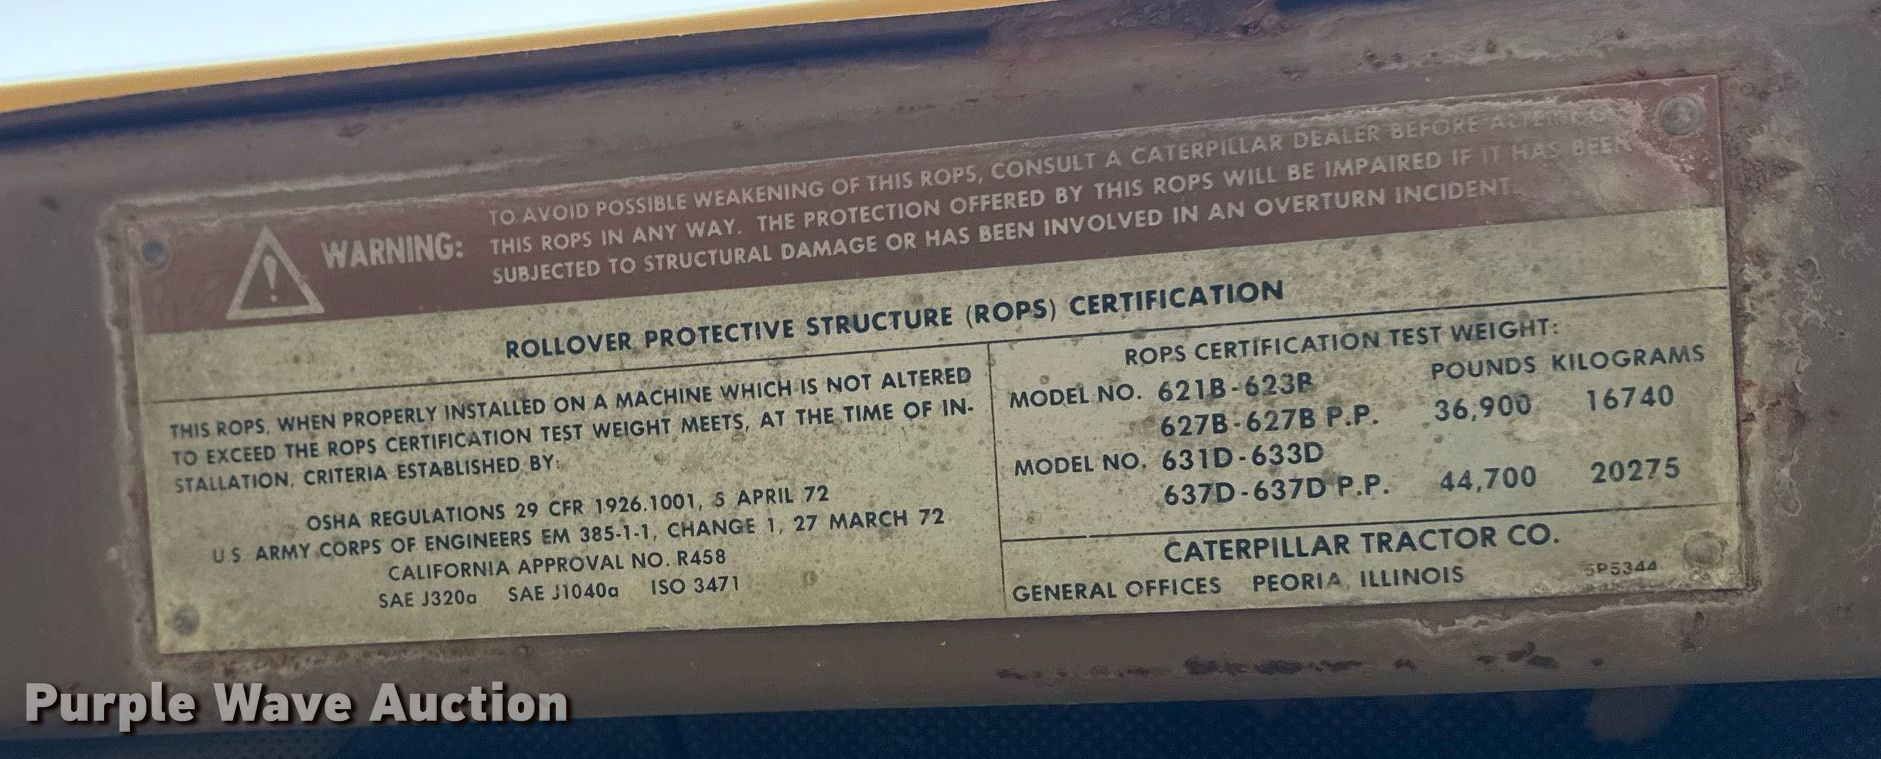 TO AVOID POSSIBLE WEAKENING OF THIS ROPS, CONSULT A CATERPILLAR DEALER BEFORE
WARNING: THIS ROPS IN ANY WAY. THE PROTECTION OFFERED BY THIS ROPS WILL BE IMPAIRED IF IT HAS BEEN
SUBJECTED TO STRUCTURAL DAMAGE OR HAS BEEN INVOLVED IN AN OVERTURN INCIDENT.
ROLLOVER PROTECTIVE STRUCTURE (ROPS) CERTIFICATION
THIS ROPS, WHEN PROPERLY INSTALLED ON A MACHINE WHICH IS NOT ALTERED
TO EXCEED THE ROPS CERTIFICATION TEST WEIGHT MEETS, AT THE TIME OF IN-
STALLATION, CRITERIA ESTABLISHED BY:
OSHA REGULATIONS 29 CFR 1926.1001, 5 APRIL 72
U.S. ARMY CORPS OF ENGINEERS EM 385-1-1, CHANGE 1, 27 MARCH 72
CALIFORNIA APPROVAL NO. R458
SAE J320a SAE J1040a ISO 3471
ROPS CERTIFICATION TEST WEIGHT:
POUNDS KILOGRAMS
MODEL NO. 621B-623B
627B-627B P.P. 36,900 16740
MODEL NO. 631D-633D
637D-637D P.P. 44,700 20275
CATERPILLAR TRACTOR CO.
GENERAL OFFICES PEORIA, ILLINOIS
5P5344
Purple Wave Auction